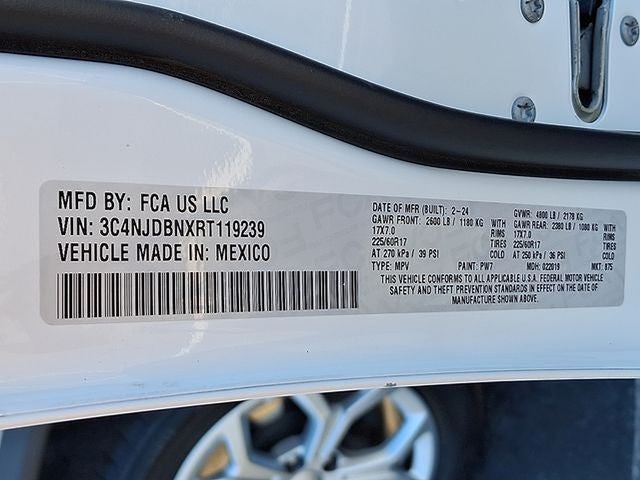 MFD BY: FCA US LLC
VIN: 3C4NJDBNXRT119239
VEHICLE MADE IN: MEXICO
DATE OF MFR (BUILT): 2-24 GVWR: 4800 LB / 2178 KG
GAWR FRONT: 2600 LB / 1180 KG WITH GAWR REAR: 2380 LB / 1080 KG WITH
17X7.0 RIMS 17X7.0 RIMS
225/60R17 TIRES 225/60R17 TIRES
AT 270 kPa / 39 PSI COLD AT 250 kPa / 36 PSI COLD
TYPE: MPV PAINT: PW7 MDH: 022019 MKT: 875
THIS VEHICLE CONFORMS TO ALL APPLICABLE U.S.A. FEDERAL MOTOR VEHICLE
SAFETY AND THEFT PREVENTION STANDARDS IN EFFECT ON THE DATE OF
MANUFACTURE SHOWN ABOVE.